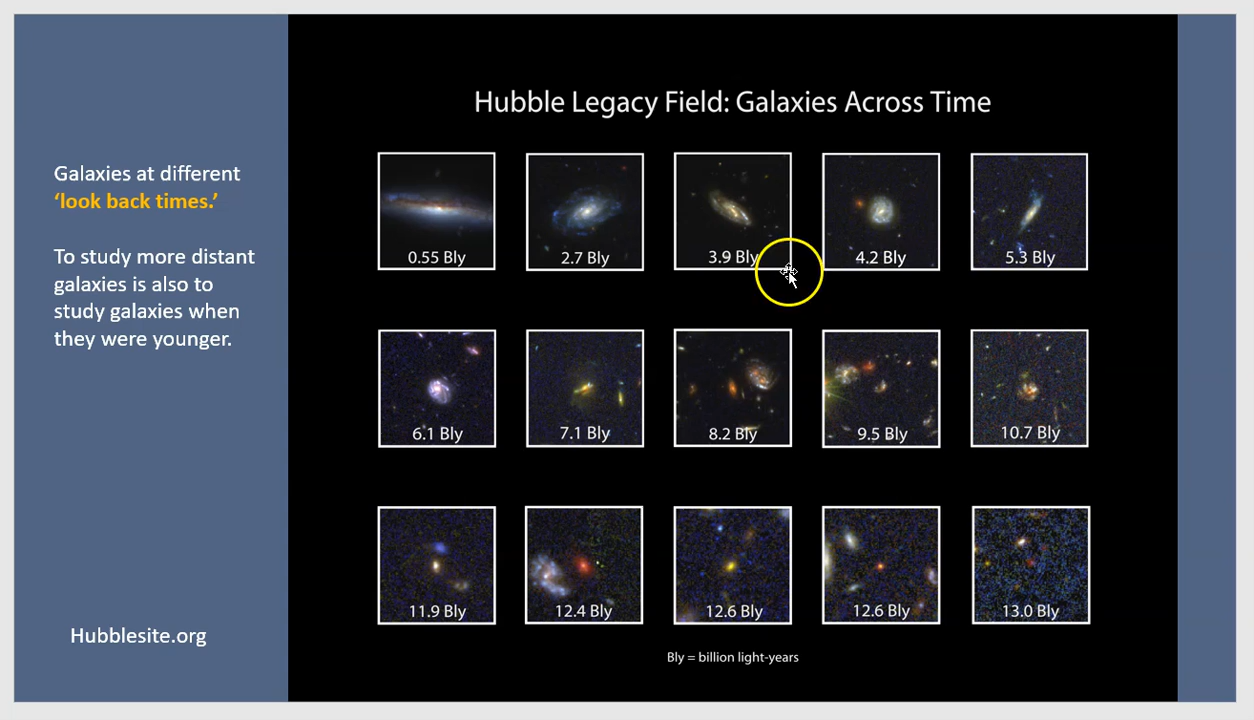 Hubble Legacy Field: Galaxies Across Time
Galaxies at different
‘look back times.’
To study more distant
galaxies is also to
study galaxies when
they were younger.
0.55 Bly
2.7 Bly
3.9 Bly
4.2 Bly
5.3 Bly
6.1 Bly
7.1 Bly
8.2 Bly
9.5 Bly
10.7 Bly
11.9 Bly
12.4 Bly
12.6 Bly
12.6 Bly
13.0 Bly
Hubblesite.org
Bly = billion light-years